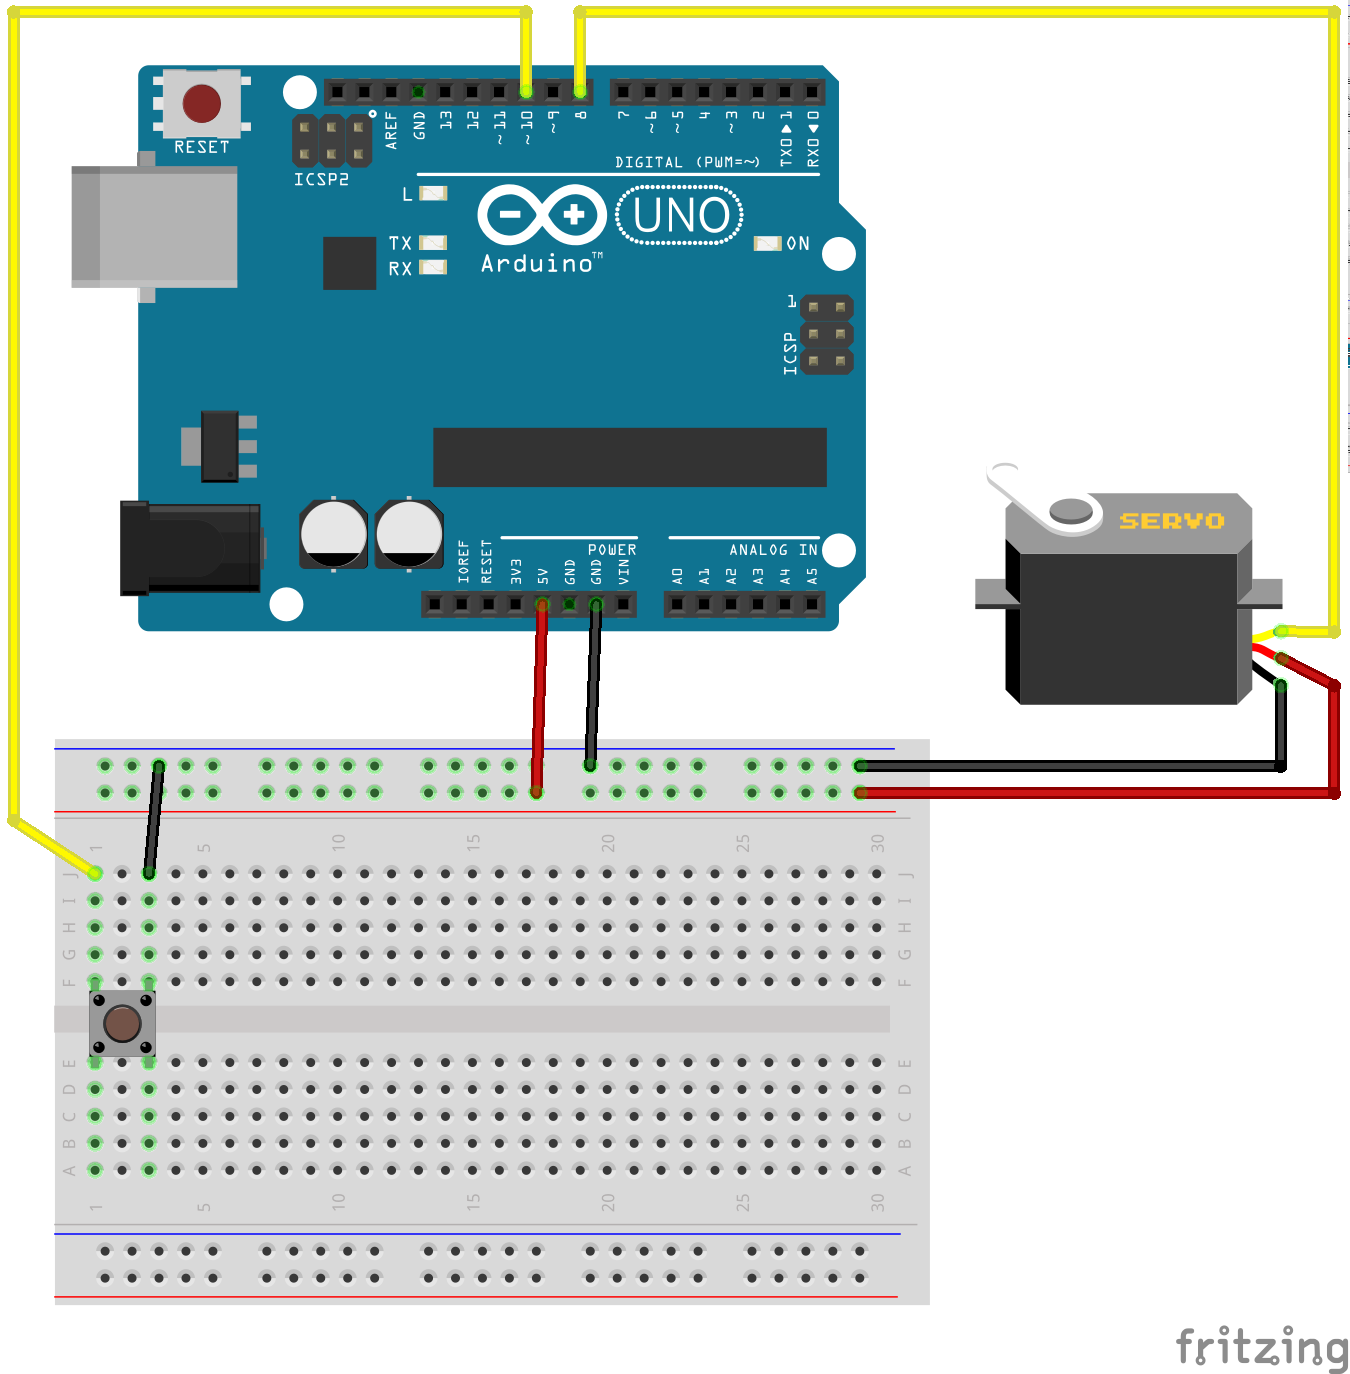 RESET
ICSP2
AREF
GND
13
12
~11
~10
~9
8
7
~6
~5
4
~3
2
TX0▶1
RX0◀0
DIGITAL (PWM=~)
L
TX
RX
UNO
Arduino™
ON
1
ICSP
SERVO
POWER
ANALOG IN
IOREF
RESET
3V3
5V
GND
GND
VIN
A0
A1
A2
A3
A4
A5
1 5 10 15 20 25 30
J J
I I
H H
G G
F F
E E
D D
C C
B B
A A
1 5 10 15 20 25 30
fritzing